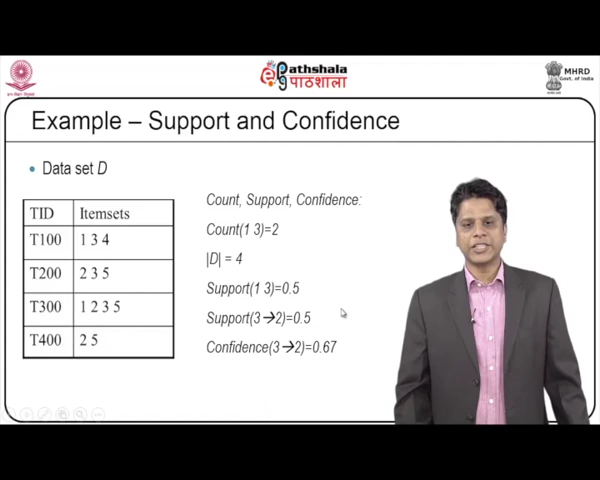 ePathshala
पाठशाला
MHRD
Govt. of India
Example – Support and Confidence
• Data set D
TID Itemsets
T100 1 3 4
T200 2 3 5
T300 1 2 3 5
T400 2 5
Count, Support, Confidence:
Count(1 3)=2
|D| = 4
Support(1 3)=0.5
Support(3→2)=0.5
Confidence(3→2)=0.67